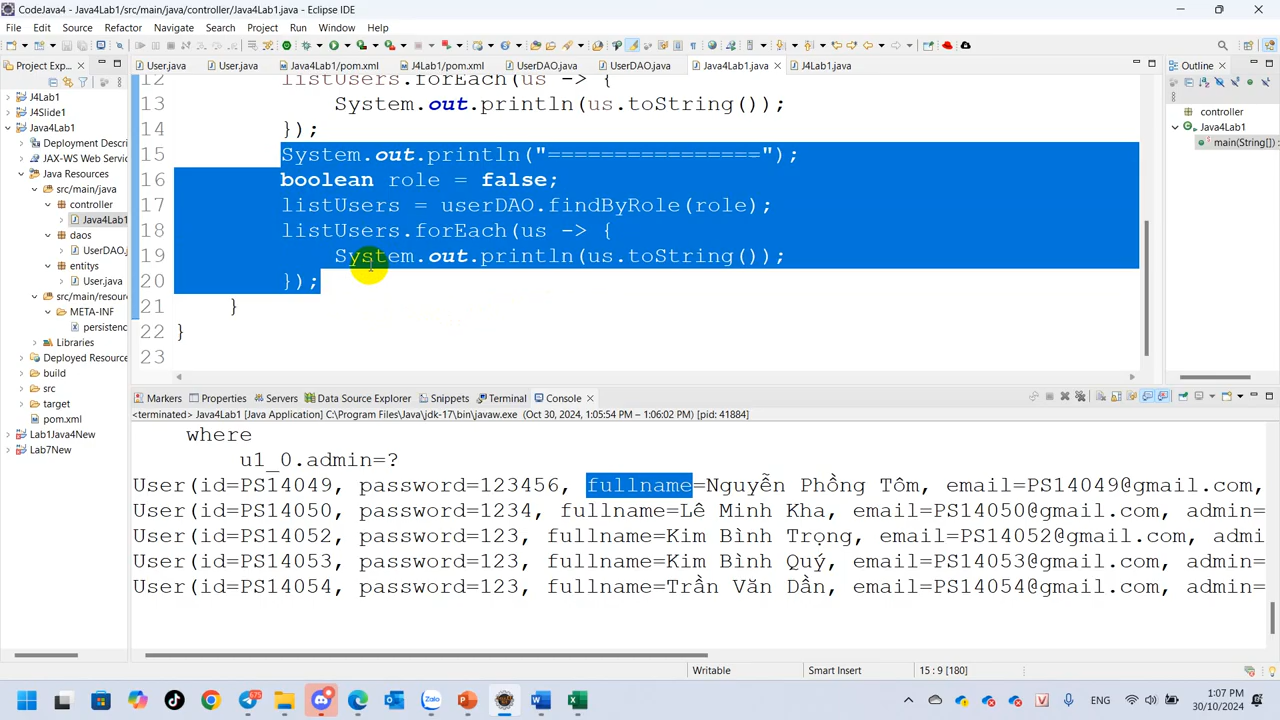 CodeJava4 - Java4Lab1/src/main/java/controller/Java4Lab1.java - Eclipse IDE
File Edit Source Refactor Navigate Search Project Run Window Help
Project Exp...
User.java User.java Java4Lab1/pom.xml J4Lab1/pom.xml UserDAO.java UserDAO.java Java4Lab1.java J4Lab1.java
Outline
J4Lab1
J4Slide1
Java4Lab1
Deployment Descri
JAX-WS Web Servic
Java Resources
src/main/java
controller
Java4Lab1
daos
UserDAO.
entitys
User.java
src/main/resour
META-INF
persistenc
Libraries
Deployed Resource
build
src
target
pom.xml
Lab1Java4New
Lab7New
12 listUsers.forEach(us -> {
13 System.out.println(us.toString());
14 });
15 System.out.println("================");
16 boolean role = false;
17 listUsers = userDAO.findByRole(role);
18 listUsers.forEach(us -> {
19 System.out.println(us.toString());
20 });
21 }
22 }
23
controller
Java4Lab1
main(String[]) :
Markers Properties Servers Data Source Explorer Snippets Terminal Console
<terminated> Java4Lab1 [Java Application] C:\Program Files\Java\jdk-17\bin\javaw.exe (Oct 30, 2024, 1:05:54 PM – 1:06:02 PM) [pid: 41884]
where
u1_0.admin=?
User(id=PS14049, password=123456, fullname=Nguyễn Phồng Tôm, email=PS14049@gmail.com,
User(id=PS14050, password=1234, fullname=Lê Minh Kha, email=PS14050@gmail.com, admin=
User(id=PS14052, password=123, fullname=Kim Bình Trọng, email=PS14052@gmail.com, admi
User(id=PS14053, password=123, fullname=Kim Bình Quý, email=PS14053@gmail.com, admin=
User(id=PS14054, password=123, fullname=Trần Văn Dần, email=PS14054@gmail.com, admin=
Writable Smart Insert 15 : 9 [180]
ENG
1:07 PM
30/10/2024